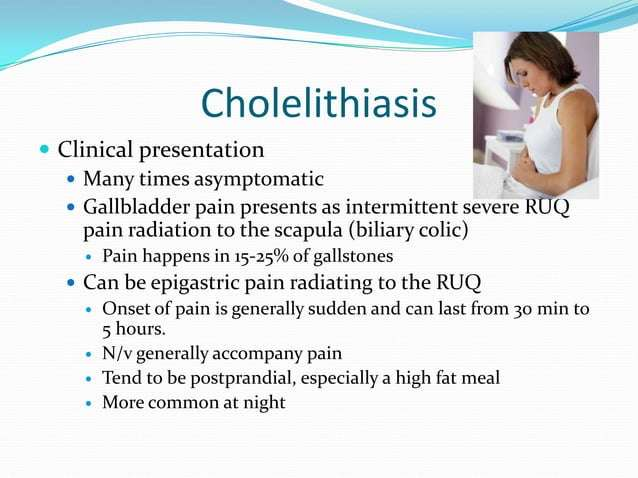 Cholelithiasis
Clinical presentation
Many times asymptomatic
Gallbladder pain presents as intermittent severe RUQ
pain radiation to the scapula (biliary colic)
Pain happens in 15-25% of gallstones
Can be epigastric pain radiating to the RUQ
Onset of pain is generally sudden and can last from 30 min to
5 hours.
N/v generally accompany pain
Tend to be postprandial, especially a high fat meal
More common at night